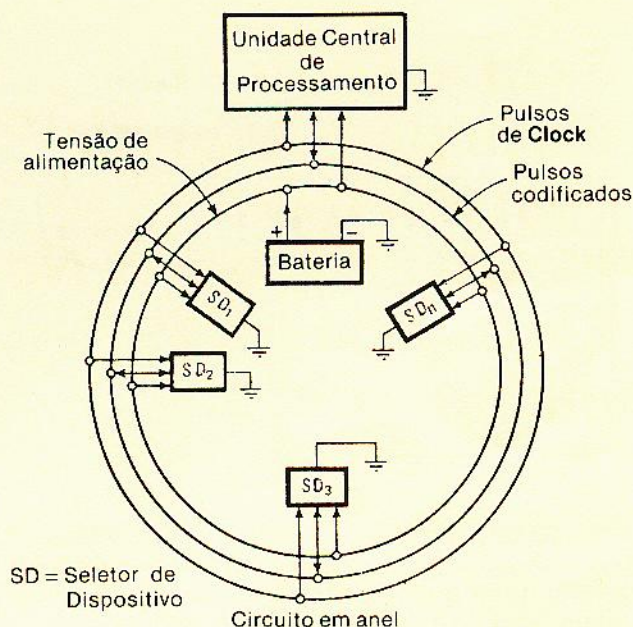 Unidade Central
de
Processamento
Tensão de
alimentação
Pulsos
de Clock
Pulsos
codificados
+
-
Bateria
SD1
SDn
SD2
SD3
SD = Seletor de
Dispositivo
Circuito em anel